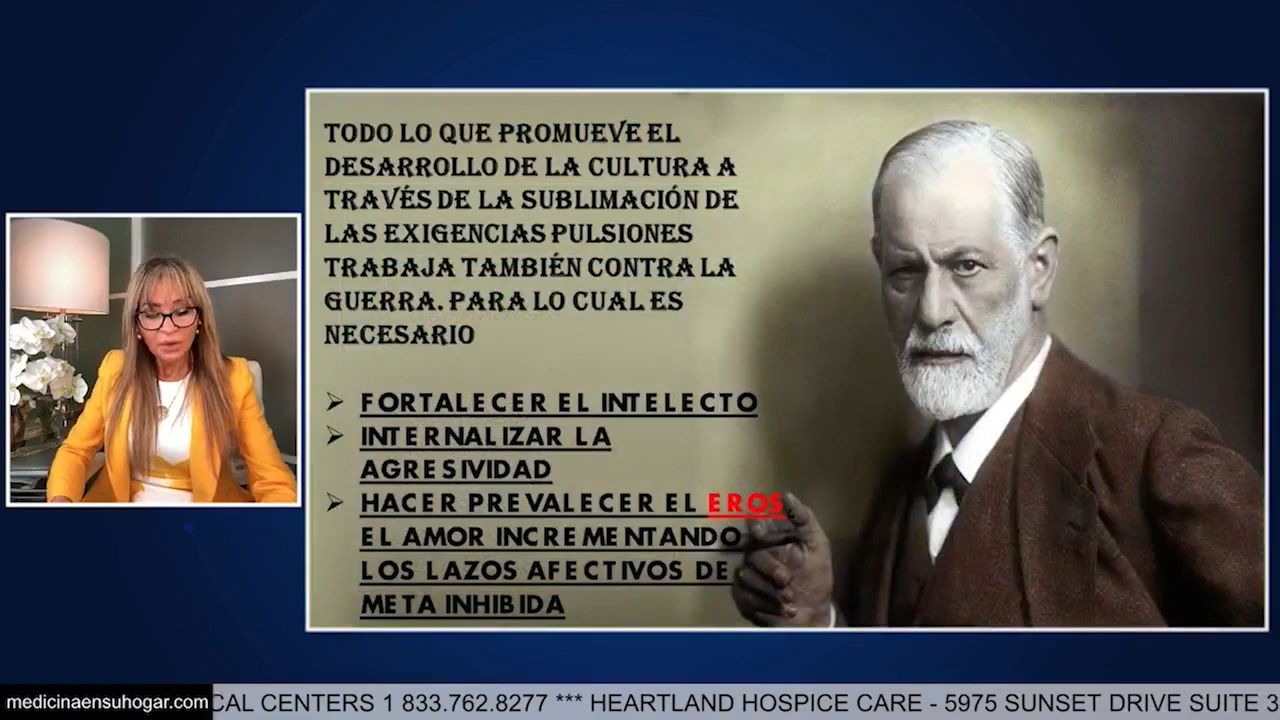 TODO LO QUE PROMUEVE EL
DESARROLLO DE LA CULTURA A
TRAVÉS DE LA SUBLIMACIÓN DE
LAS EXIGENCIAS PULSIONES
TRABAJA TAMBIÉN CONTRA LA
GUERRA. PARA LO CUAL ES
NECESARIO
FORTALECER EL INTELECTO
INTERNALIZAR LA
AGRESIVIDAD
HACER PREVALECER EL EROS
EL AMOR INCREMENTANDO
LOS LAZOS AFECTIVOS DE
META INHIBIDA
medicinaensuhogar.com
CAL CENTERS 1 833.762.8277 *** HEARTLAND HOSPICE CARE - 5975 SUNSET DRIVE SUITE 3